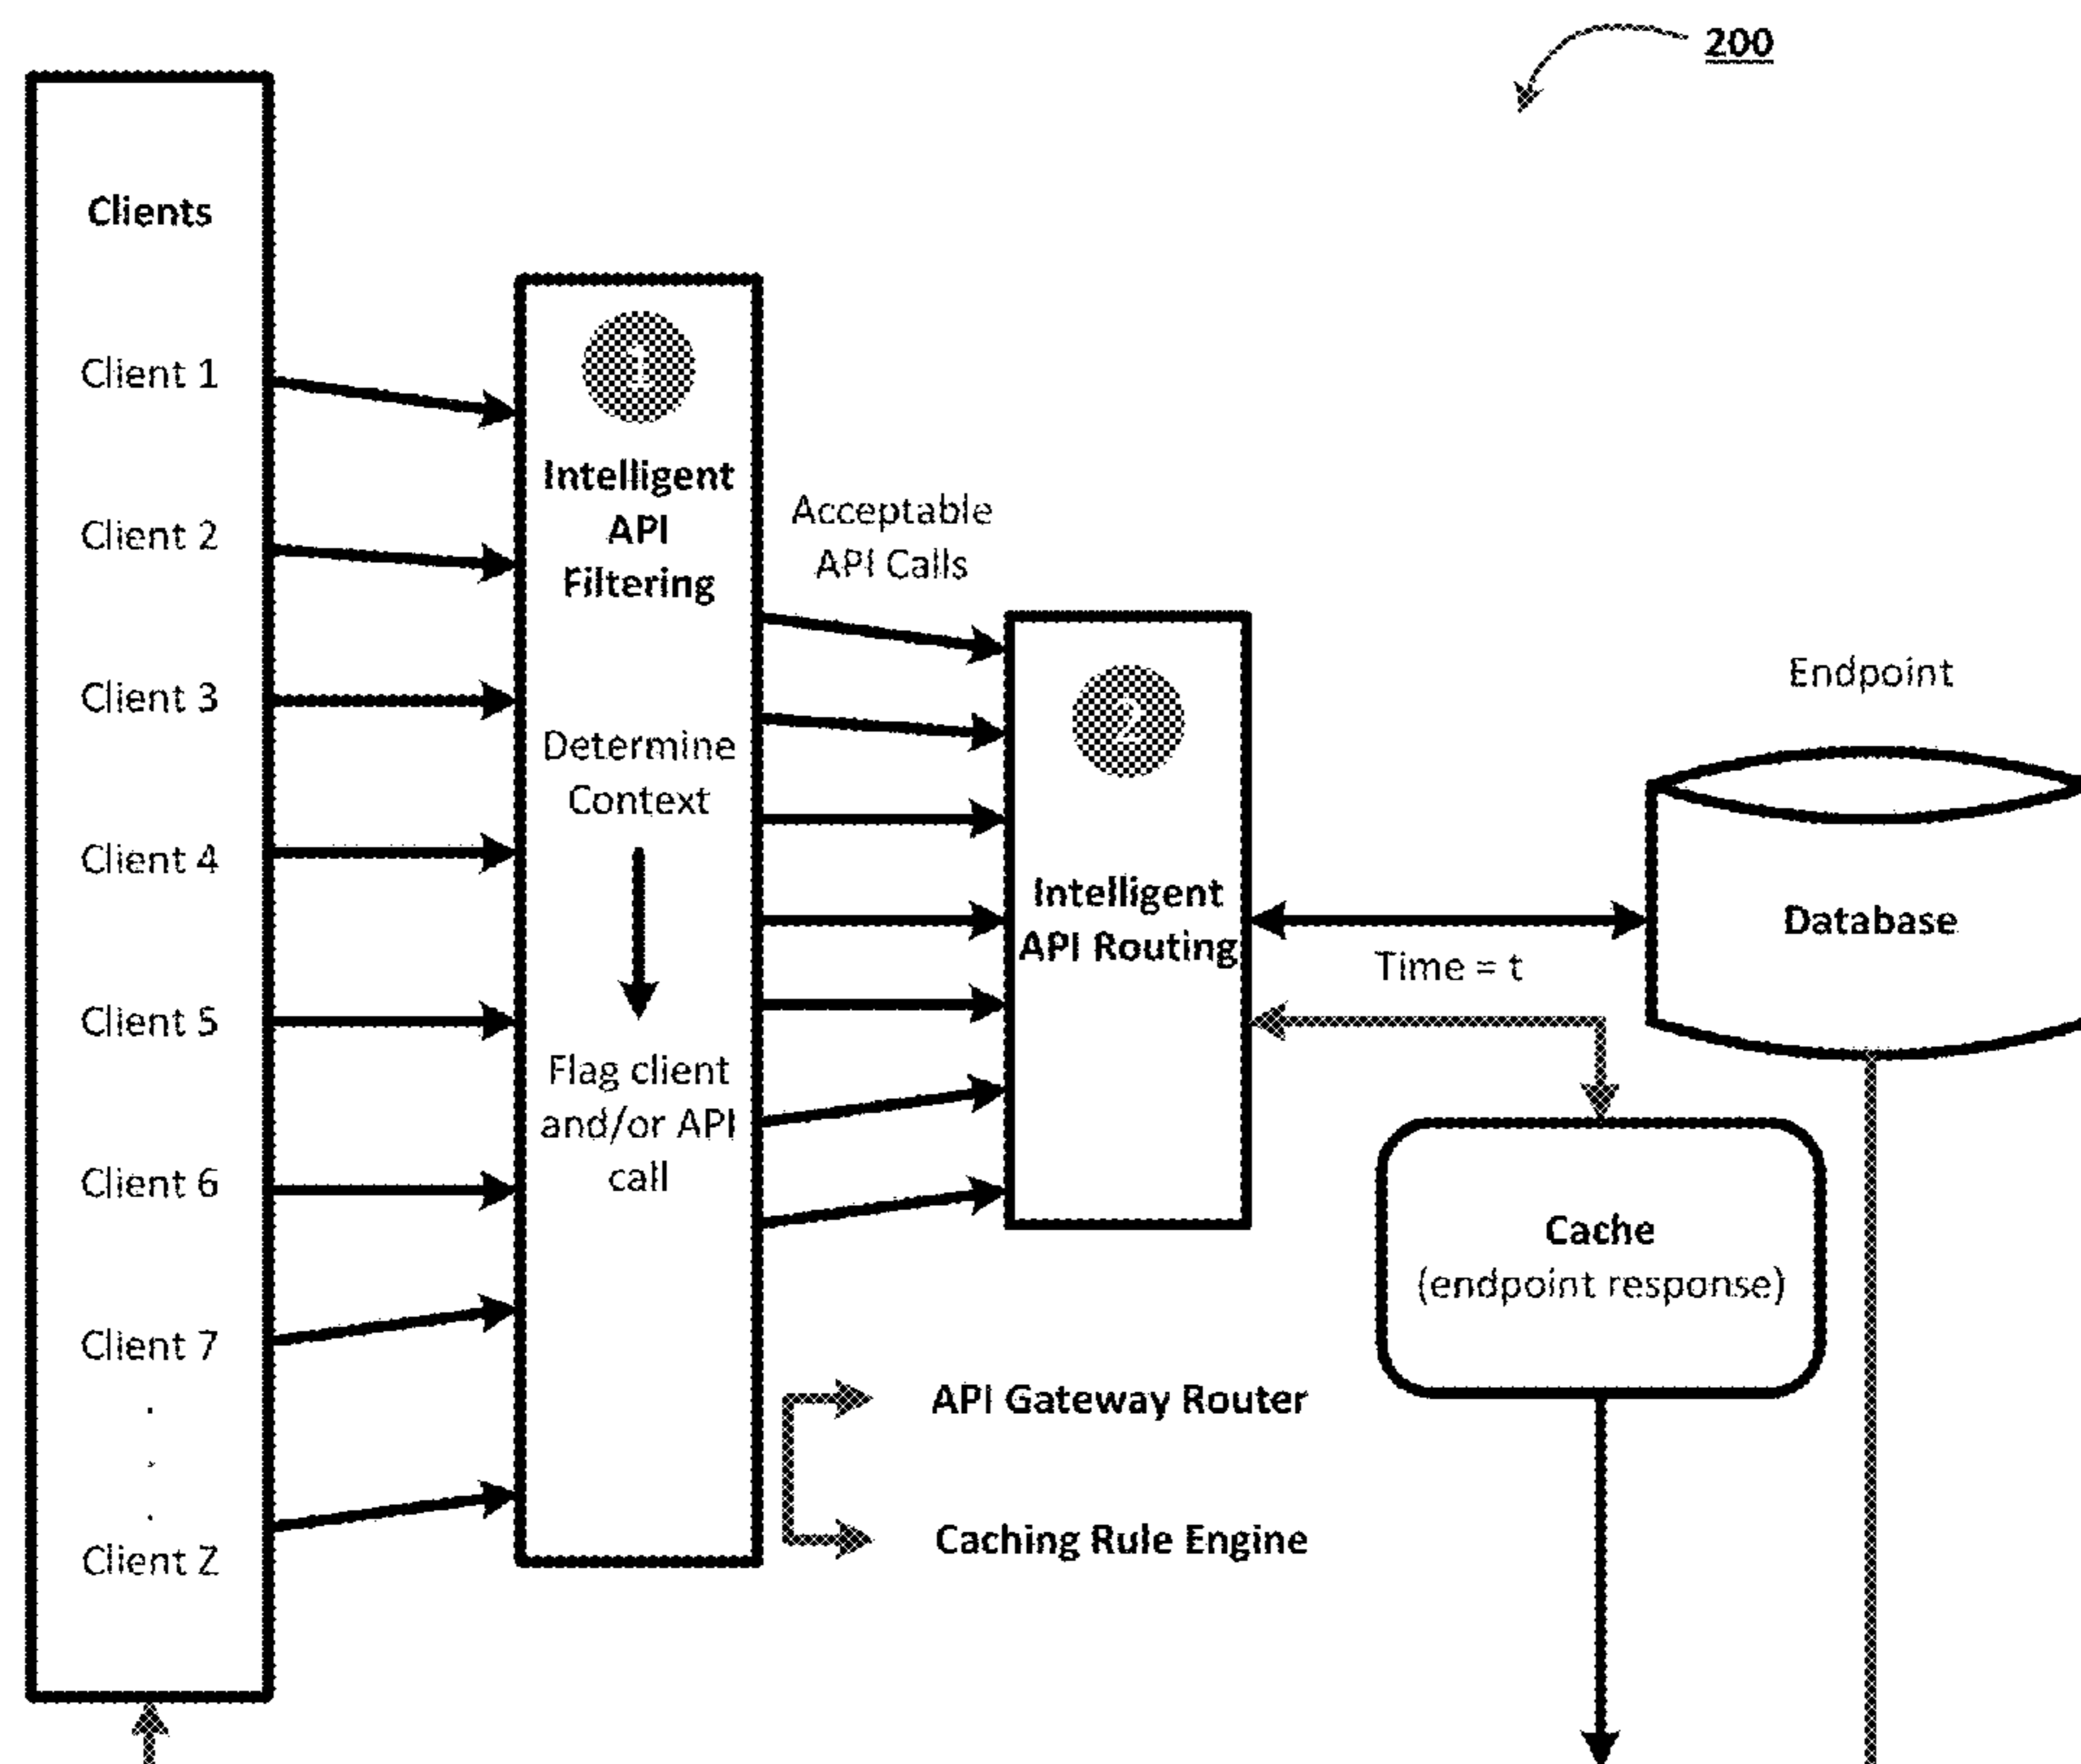 200
Clients
Client 1
Client 2
Client 3
Client 4
Client 5
Client 6
Client 7
.
.
.
Client Z
1
Intelligent
API
Filtering
Determine
Context
Flag client
and/or API
call
Acceptable
API Calls
2
Intelligent
API Routing
Time = t
Endpoint
Database
Cache
(endpoint response)
API Gateway Router
Caching Rule Engine